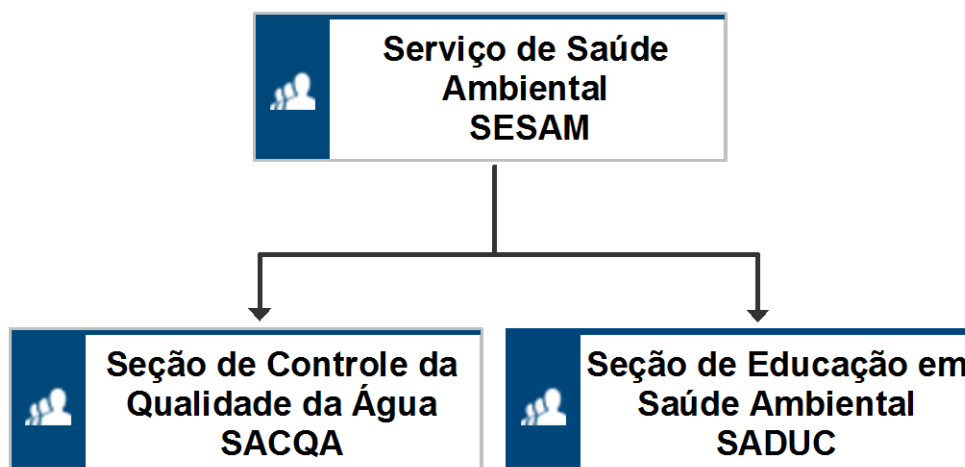 Serviço de Saúde
Ambiental
SESAM
Seção de Controle da
Qualidade da Água
SACQA
Seção de Educação em
Saúde Ambiental
SADUC